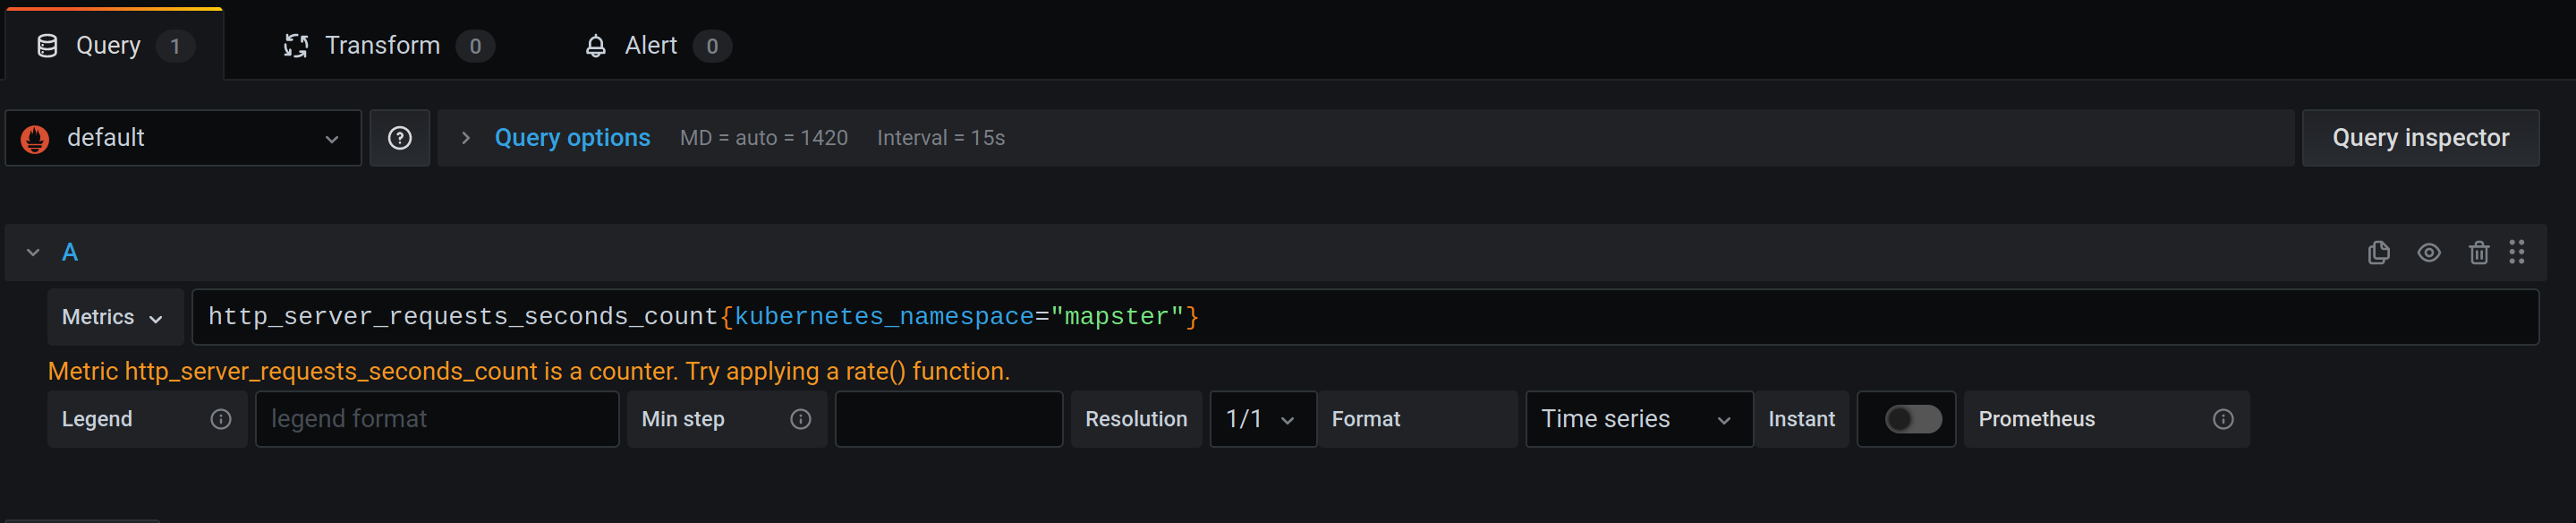 Query 1 Transform 0 Alert 0
default Query options MD = auto = 1420 Interval = 15s Query inspector
A
Metrics http_server_requests_seconds_count{kubernetes_namespace="mapster"}
Metric http_server_requests_seconds_count is a counter. Try applying a rate() function.
Legend legend format Min step Resolution 1/1 Format Time series Instant Prometheus